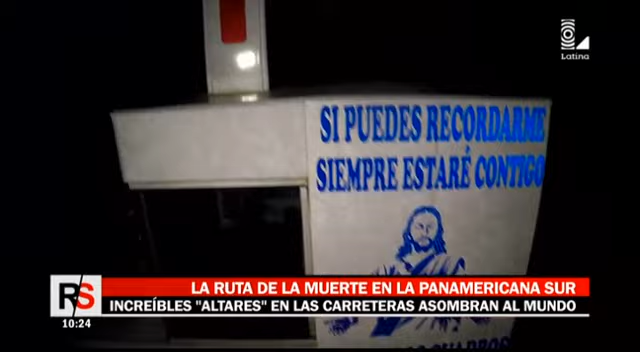 Latina
SI PUEDES RECORDARME
SIEMPRE ESTARÉ CONTIGO
LA RUTA DE LA MUERTE EN LA PANAMERICANA SUR
INCREÍBLES "ALTARES" EN LAS CARRETERAS ASOMBRAN AL MUNDO
RS
10:24